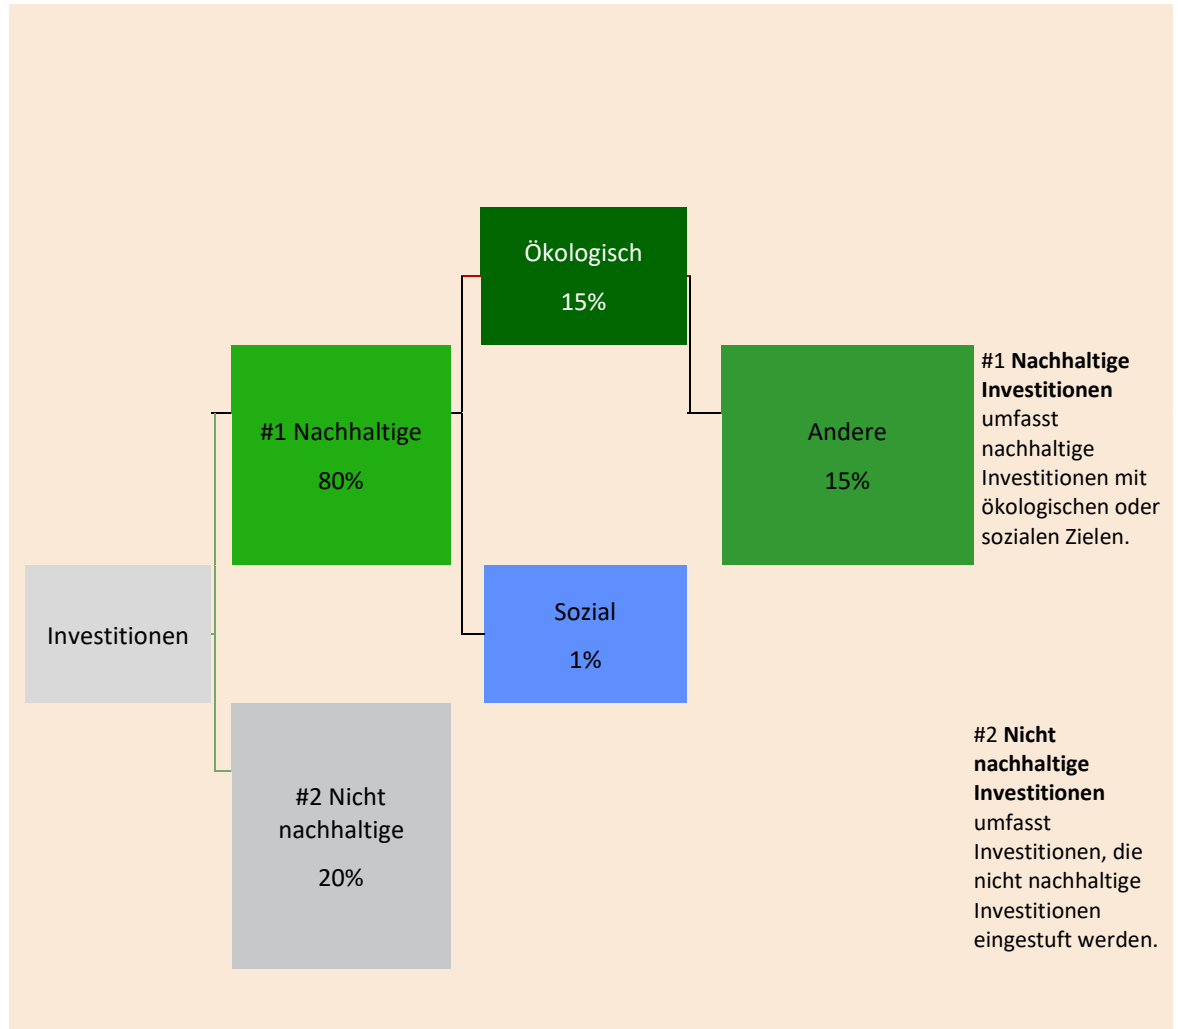 Ökologisch
15%
#1 Nachhaltige
80%
Andere
15%
#1 Nachhaltige
Investitionen
umfasst
nachhaltige
Investitionen mit
ökologischen oder
sozialen Zielen.
Investitionen
Sozial
1%
#2 Nicht
nachhaltige
20%
#2 Nicht
nachhaltige
Investitionen
umfasst
Investitionen, die
nicht nachhaltige
Investitionen
eingestuft werden.